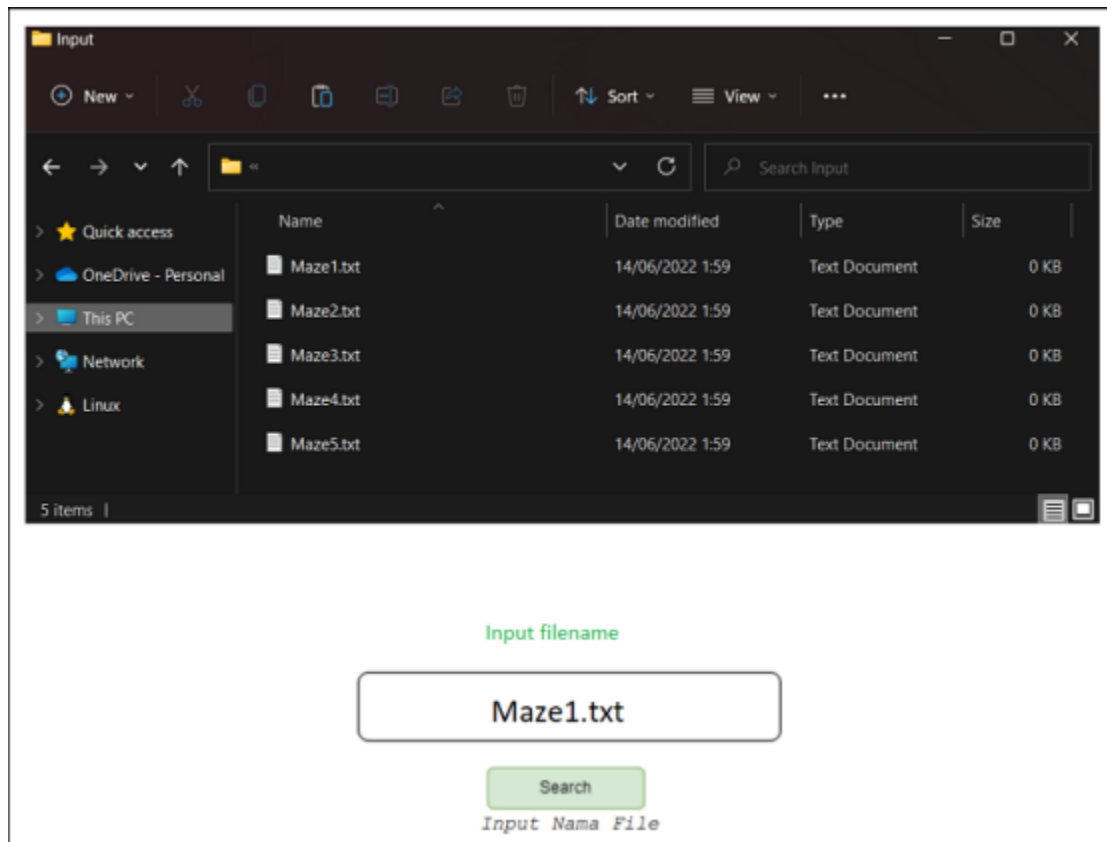 Input
New Sort View ...
« Search Input
Name Date modified Type Size
Quick access
OneDrive - Personal
This PC
Network
Linux
Maze1.txt 14/06/2022 1:59 Text Document 0 KB
Maze2.txt 14/06/2022 1:59 Text Document 0 KB
Maze3.txt 14/06/2022 1:59 Text Document 0 KB
Maze4.txt 14/06/2022 1:59 Text Document 0 KB
Maze5.txt 14/06/2022 1:59 Text Document 0 KB
5 items
Input filename
Maze1.txt
Search
Input Nama File